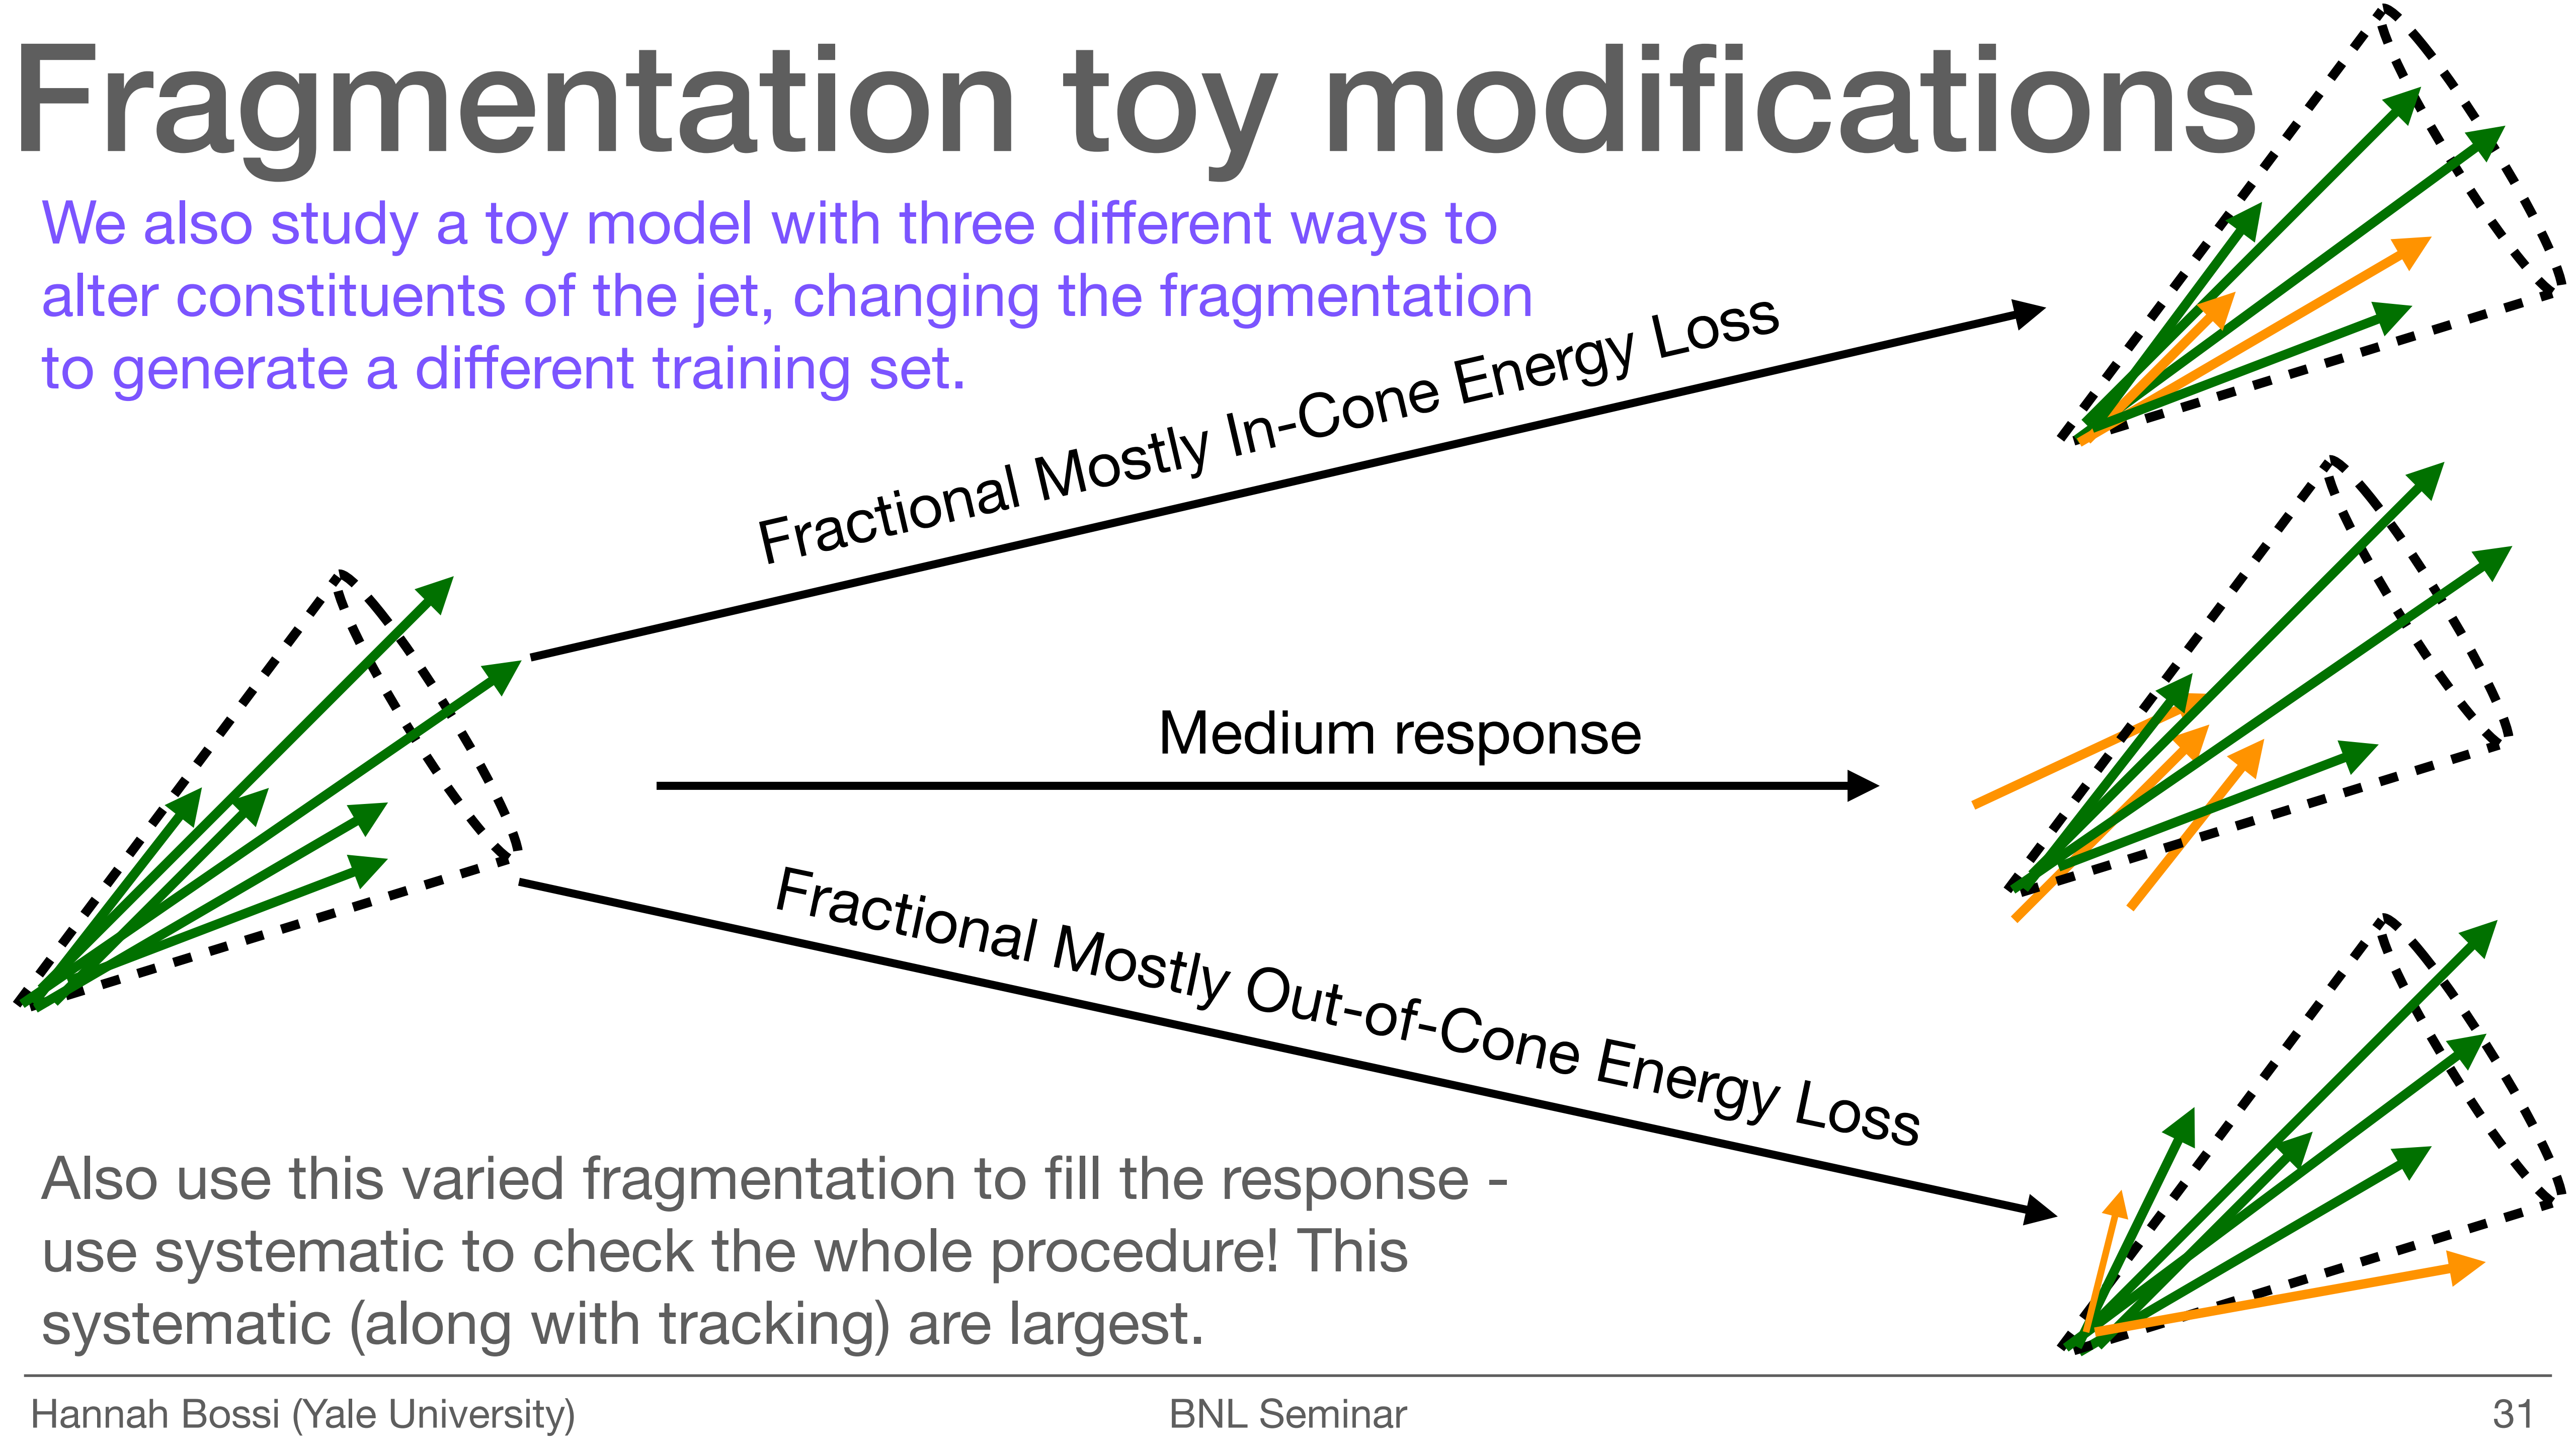 Fragmentation toy modifications
We also study a toy model with three different ways to
alter constituents of the jet, changing the fragmentation
to generate a different training set.
Fractional Mostly In-Cone Energy Loss
Medium response
Fractional Mostly Out-of-Cone Energy Loss
Also use this varied fragmentation to fill the response -
use systematic to check the whole procedure! This
systematic (along with tracking) are largest.
Hannah Bossi (Yale University)
BNL Seminar
31